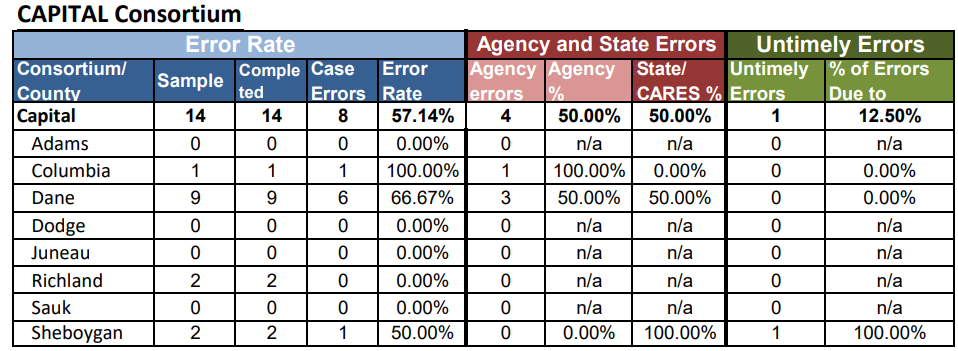 CAPITAL Consortium
Error Rate Agency and State Errors Untimely Errors
Consortium/ County Sample Comple ted Case Errors Error Rate Agency errors Agency % State/ CARES % Untimely Errors % of Errors Due to
Capital 14 14 8 57.14% 4 50.00% 50.00% 1 12.50%
Adams 0 0 0 0.00% 0 n/a n/a 0 n/a
Columbia 1 1 1 100.00% 1 100.00% 0.00% 0 0.00%
Dane 9 9 6 66.67% 3 50.00% 50.00% 0 0.00%
Dodge 0 0 0 0.00% 0 n/a n/a 0 n/a
Juneau 0 0 0 0.00% 0 n/a n/a 0 n/a
Richland 2 2 0 0.00% 0 n/a n/a 0 n/a
Sauk 0 0 0 0.00% 0 n/a n/a 0 n/a
Sheboygan 2 2 1 50.00% 0 0.00% 100.00% 1 100.00%